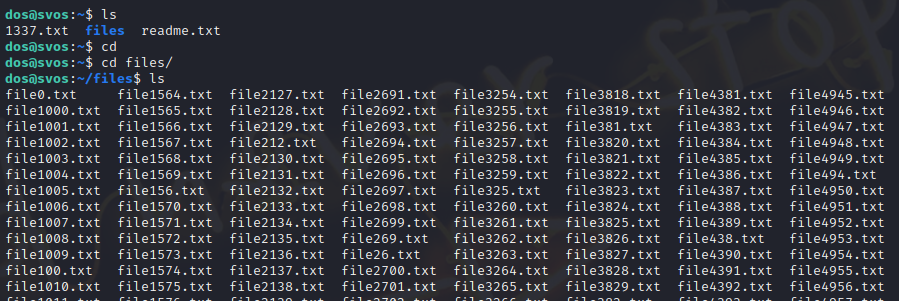 dos@svos:~$ ls
1337.txt files readme.txt
dos@svos:~$ cd
dos@svos:~$ cd files/
dos@svos:~/files$ ls
file0.txt file1564.txt file2127.txt file2691.txt file3254.txt file3818.txt file4381.txt file4945.txt
file1000.txt file1565.txt file2128.txt file2692.txt file3255.txt file3819.txt file4382.txt file4946.txt
file1001.txt file1566.txt file2129.txt file2693.txt file3256.txt file381.txt file4383.txt file4947.txt
file1002.txt file1567.txt file212.txt file2694.txt file3257.txt file3820.txt file4384.txt file4948.txt
file1003.txt file1568.txt file2130.txt file2695.txt file3258.txt file3821.txt file4385.txt file4949.txt
file1004.txt file1569.txt file2131.txt file2696.txt file3259.txt file3822.txt file4386.txt file494.txt
file1005.txt file156.txt file2132.txt file2697.txt file325.txt file3823.txt file4387.txt file4950.txt
file1006.txt file1570.txt file2133.txt file2698.txt file3260.txt file3824.txt file4388.txt file4951.txt
file1007.txt file1571.txt file2134.txt file2699.txt file3261.txt file3825.txt file4389.txt file4952.txt
file1008.txt file1572.txt file2135.txt file269.txt file3262.txt file3826.txt file438.txt file4953.txt
file1009.txt file1573.txt file2136.txt file26.txt file3263.txt file3827.txt file4390.txt file4954.txt
file100.txt file1574.txt file2137.txt file2700.txt file3264.txt file3828.txt file4391.txt file4955.txt
file1010.txt file1575.txt file2138.txt file2701.txt file3265.txt file3829.txt file4392.txt file4956.txt